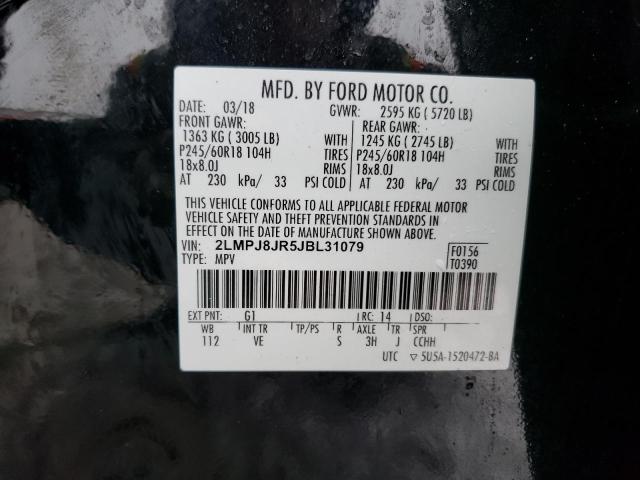 MFD. BY FORD MOTOR CO.
DATE: 03/18 GVWR: 2595 KG ( 5720 LB)
FRONT GAWR: REAR GAWR:
1363 KG ( 3005 LB) WITH 1245 KG ( 2745 LB) WITH
P245/60R18 104H TIRES P245/60R18 104H TIRES
18x8.0J RIMS 18x8.0J RIMS
AT 230 kPa/ 33 PSI COLD AT 230 kPa/ 33 PSI COLD
THIS VEHICLE CONFORMS TO ALL APPLICABLE FEDERAL MOTOR
VEHICLE SAFETY AND THEFT PREVENTION STANDARDS IN
EFFECT ON THE DATE OF MANUFACTURE SHOWN ABOVE.
VIN: 2LMPJ8JR5JBL31079 F0156
TYPE: MPV T0390
EXT PNT: G1 RC: 14 DSO:
WB INT TR TP/PS R AXLE TR SPR
112 VE S 3H J CCHH
UTC ▽ 5U5A-1520472-BA